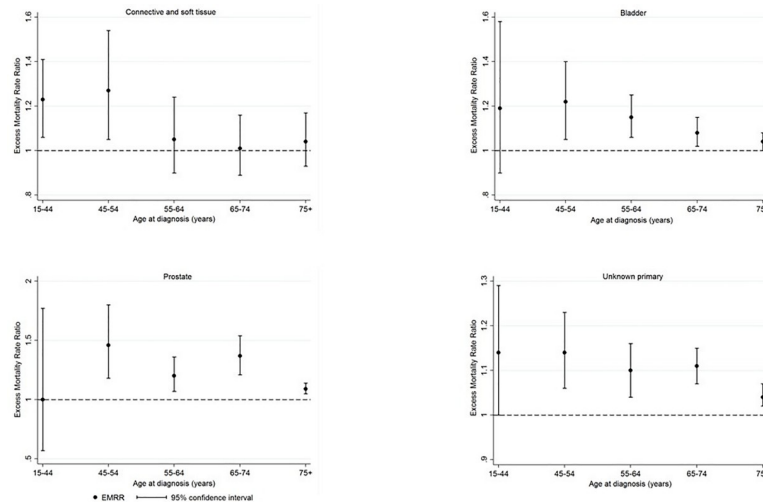 Connective and soft tissue
Excess Mortality Rate Ratio
1.6
1.4
1.2
1
.8
15-44 45-54 55-64 65-74 75+
Age at diagnosis (years)
Bladder
Excess Mortality Rate Ratio
1.6
1.4
1.2
1
.8
15-44 45-54 55-64 65-74 75
Age at diagnosis (years)
Prostate
Excess Mortality Rate Ratio
2
1.5
1
.5
15-44 45-54 55-64 65-74 75+
Age at diagnosis (years)
EMRR 95% confidence interval
Unknown primary
Excess Mortality Rate Ratio
1.3
1.2
1.1
1
.9
15-44 45-54 55-64 65-74 75
Age at diagnosis (years)